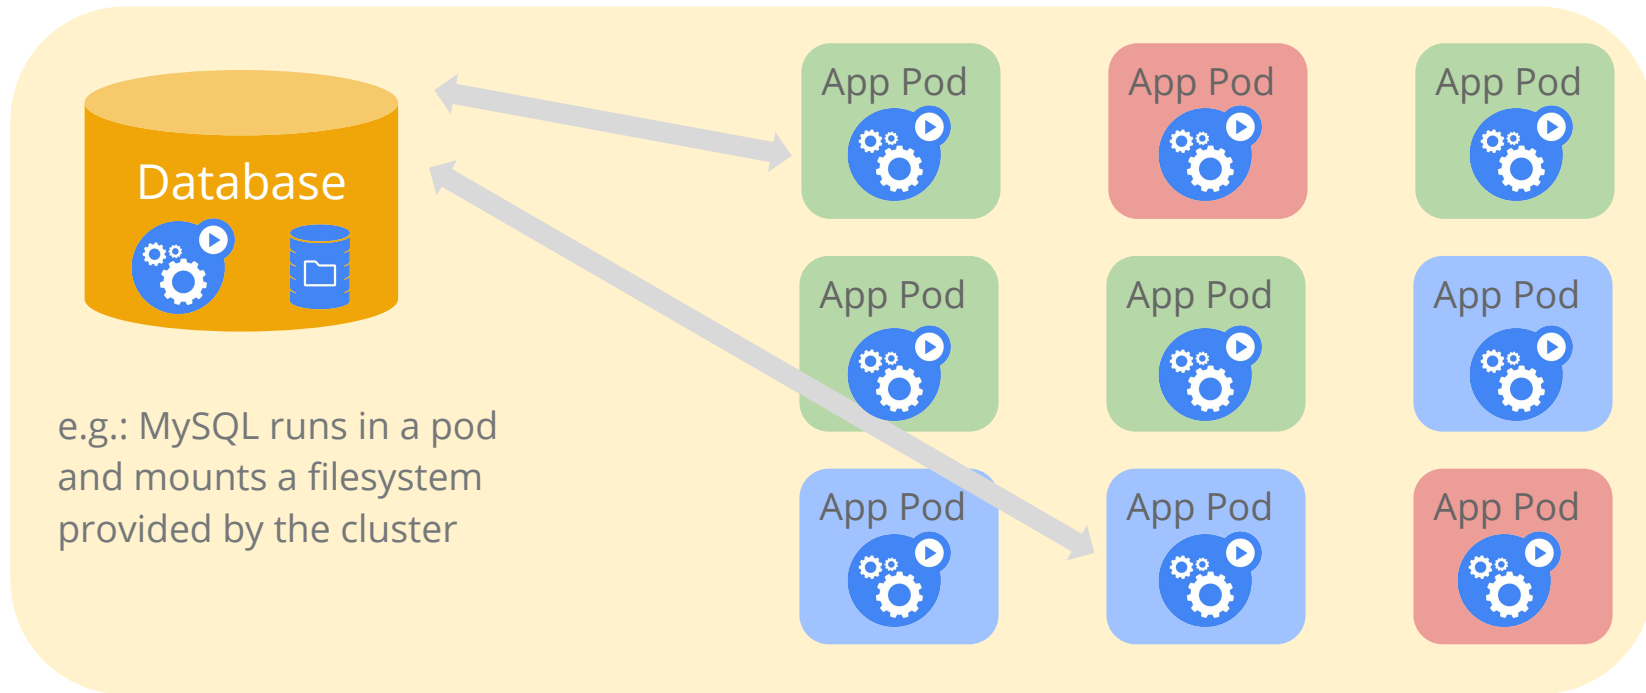 Database
e.g.: MySQL runs in a pod
and mounts a filesystem
provided by the cluster
App Pod
App Pod
App Pod
App Pod
App Pod
App Pod
App Pod
App Pod
App Pod